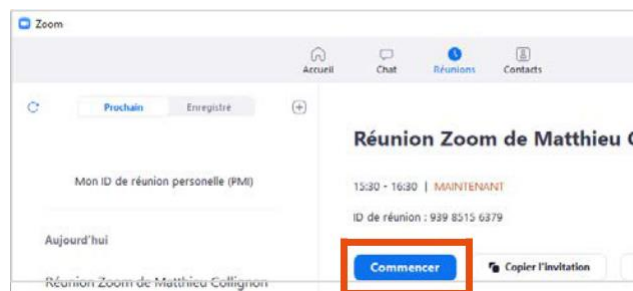 Zoom
Accueil Chat Réunions Contacts
Prochain Enregistré
Réunion Zoom de Matthieu
Mon ID de réunion personelle (PMI)
15:30 - 16:30 | MAINTENANT
ID de réunion : 939 8515 6379
Aujourd'hui
Commencer Copier l'invitation
Réunion Zoom de Matthieu Collignon